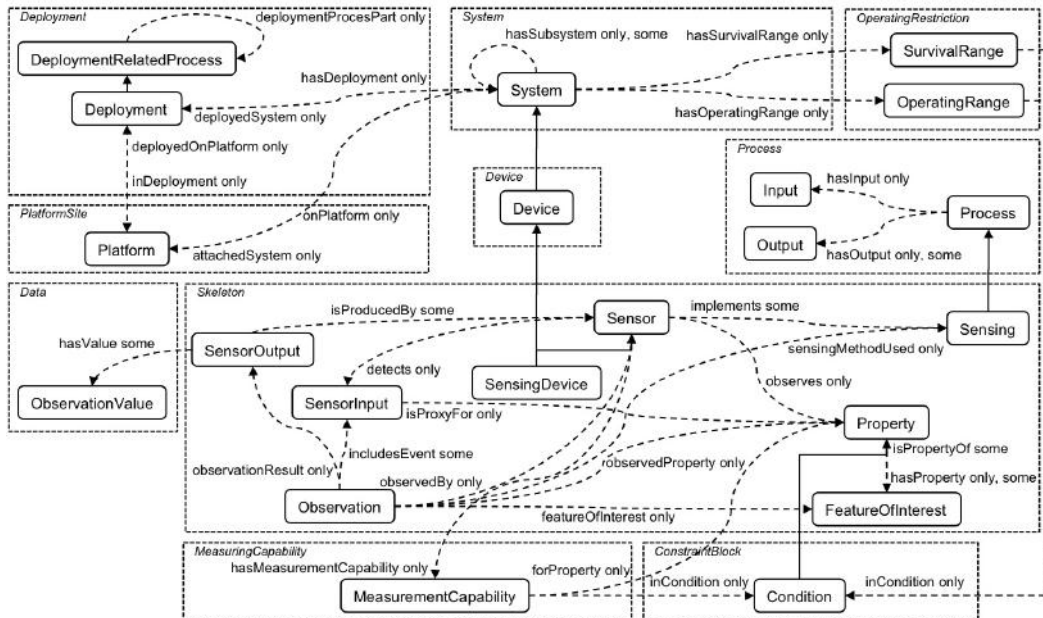 Deployment
deploymentProcesPart only
DeploymentRelatedProcess
Deployment
hasDeployment only
deployedSystem only
deployedOnPlatform only
inDeployment only
System
hasSubsystem only, some
System
hasSurvivalRange only
hasOperatingRange only
OperatingRestriction
SurvivalRange
OperatingRange
Process
Input
hasInput only
Process
Output
hasOutput only, some
Device
Device
PlatformSite
Platform
onPlatform only
attachedSystem only
Data
hasValue some
ObservationValue
Skeleton
isProducedBy some
Sensor
implements some
Sensing
SensorOutput
sensingMethodUsed only
detects only
SensingDevice
observes only
SensorInput
isProxyFor only
Property
isPropertyOf some
includesEvent some
observationResult only
observedBy only
observedProperty only
hasProperty only, some
Observation
featureOfInterest only
FeatureOfInterest
MeasuringCapability
hasMeasurementCapability only
forProperty only
MeasurementCapability
ConstraintBlock
inCondition only
Condition
inCondition only